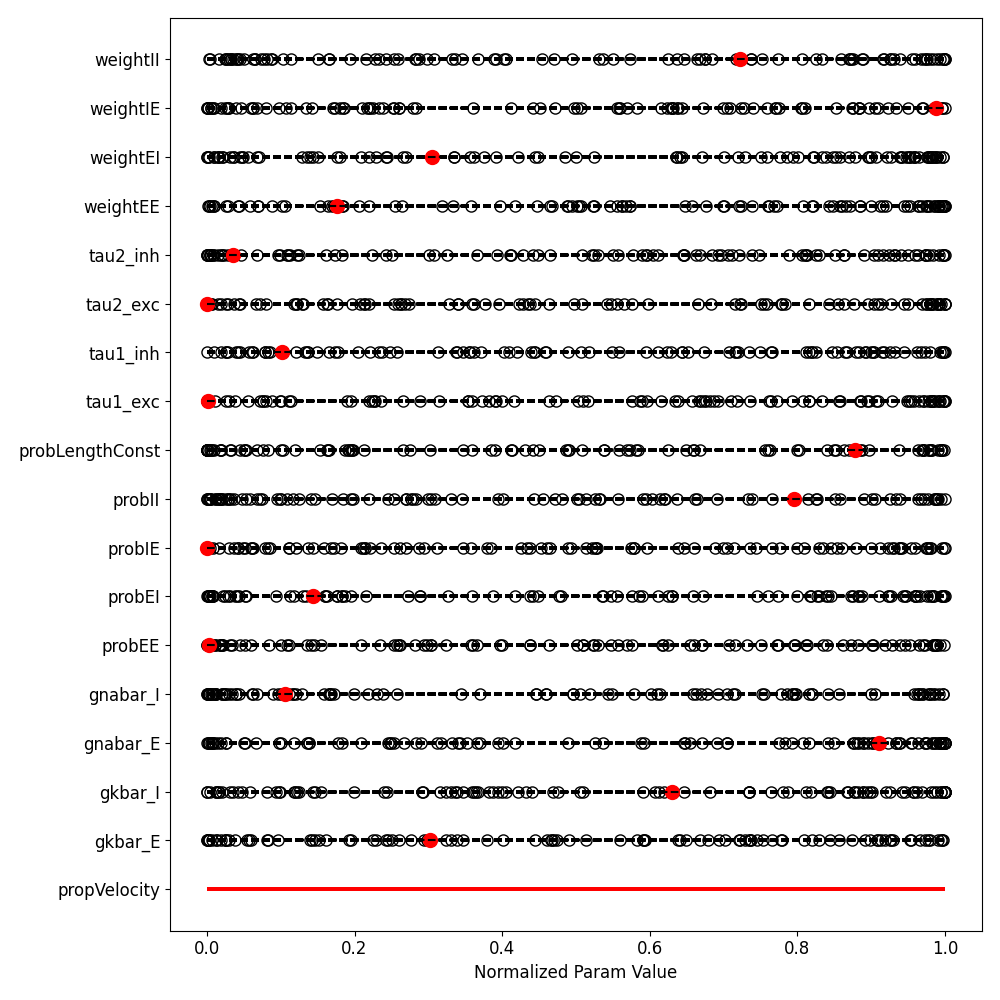 weightII
weightIE
weightEI
weightEE
tau2_inh
tau2_exc
tau1_inh
tau1_exc
probLengthConst
probII
probIE
probEI
probEE
gnabar_I
gnabar_E
gkbar_I
gkbar_E
propVelocity
0.0 0.2 0.4 0.6 0.8 1.0
Normalized Param Value